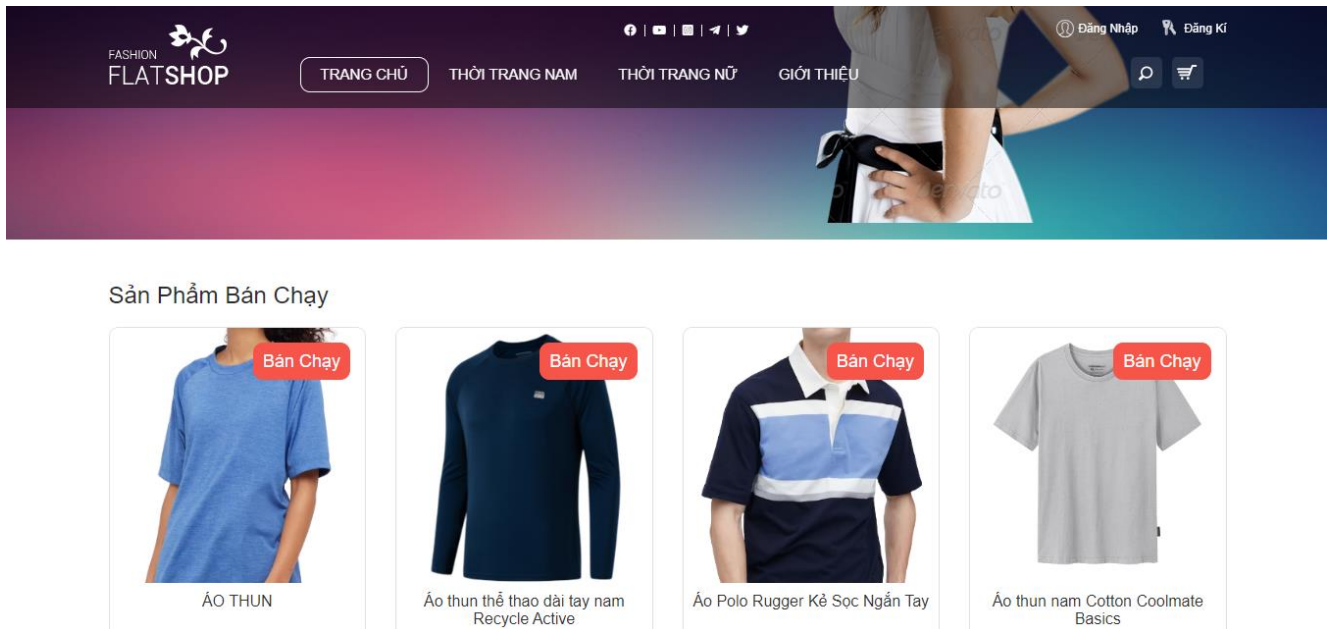 Đăng Nhập
Đăng Kí
FASHION
FLATSHOP
TRANG CHỦ
THỜI TRANG NAM
THỜI TRANG NỮ
GIỚI THIỆU
Sản Phẩm Bán Chạy
Bán Chạy
Bán Chạy
Bán Chạy
Bán Chạy
ÁO THUN
Áo thun thể thao dài tay nam
Recycle Active
Áo Polo Rugger Kẻ Sọc Ngắn Tay
Áo thun nam Cotton Coolmate
Basics